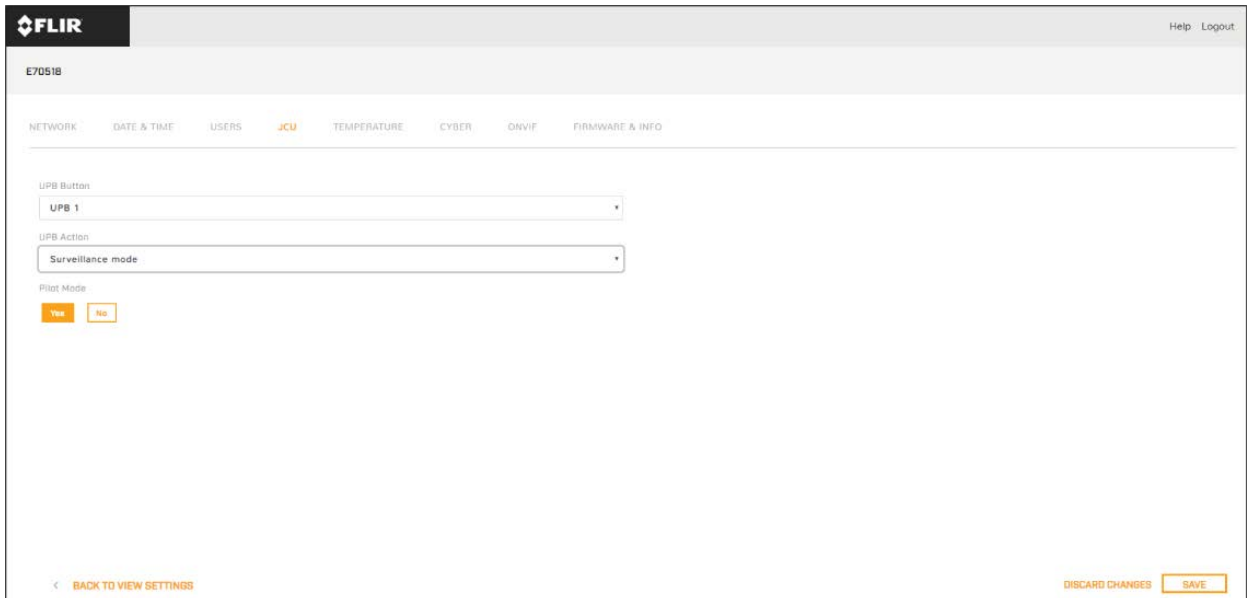 FLIR
Help Logout
E70518
NETWORK DATE & TIME USERS JCU TEMPERATURE CYBER ONVIF FIRMWARE & INFO
UPB Button
UPB 1
UPB Action
Surveillance mode
Pilot Mode
Yes No
< BACK TO VIEW SETTINGS DISCARD CHANGES SAVE